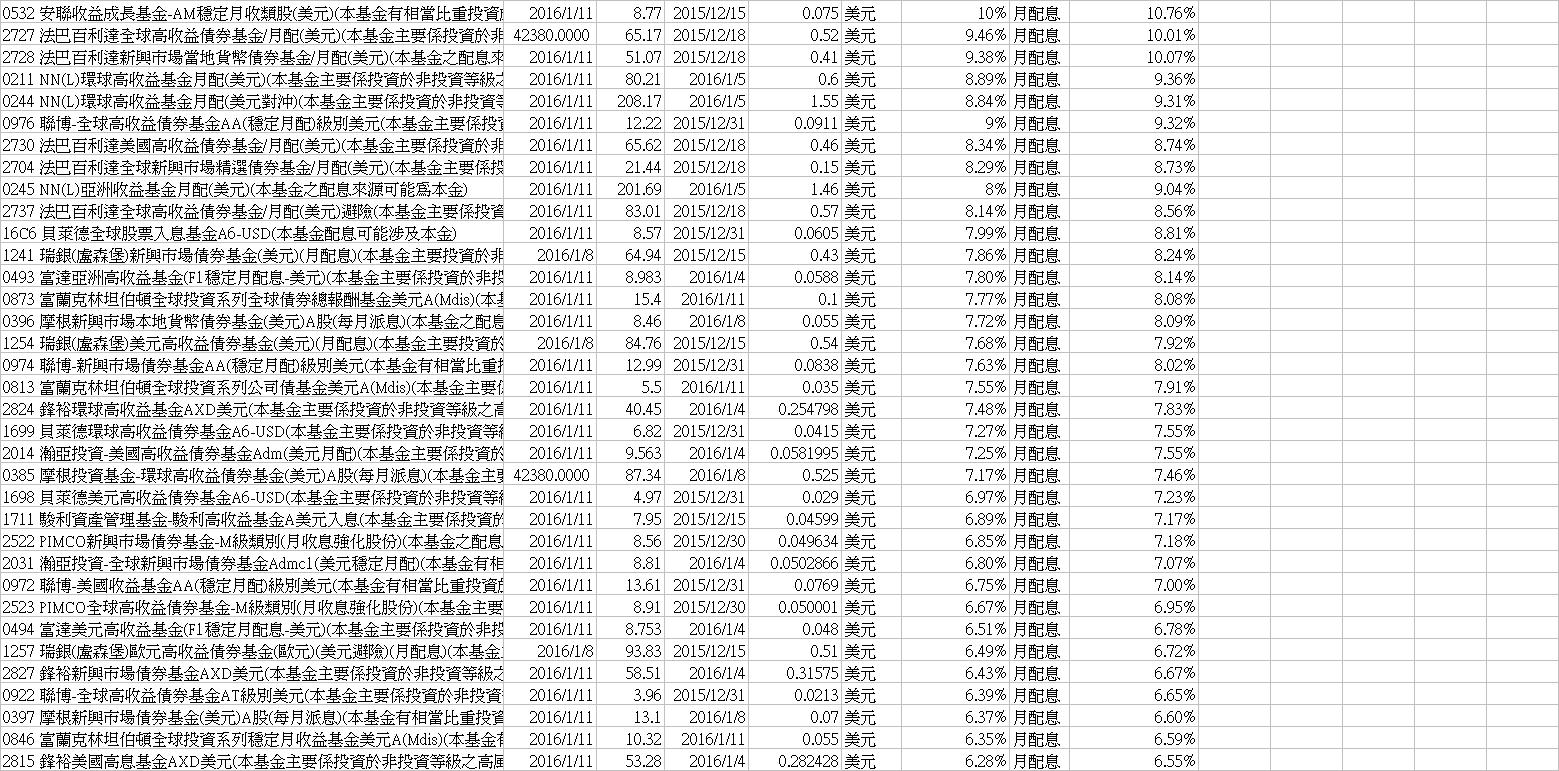 0532 安聯收益成長基金-AM穩定月收類股(美元)(本基金有相當比重投資 2016/1/11 8.77 2015/12/15 0.075 美元 10% 月配息 10.76%
2727 法巴百利達全球高收益債券基金/月配(美元)(本基金主要係投資於非 42380.0000 65.17 2015/12/18 0.52 美元 9.46% 月配息 10.01%
2728 法巴百利達新興市場當地貨幣債券基金/月配(美元)(本基金之配息來 2016/1/11 51.07 2015/12/18 0.41 美元 9.38% 月配息 10.07%
0211 NN(L)環球高收益基金月配(美元)(本基金主要係投資於非投資等級之 2016/1/11 80.21 2016/1/5 0.6 美元 8.89% 月配息 9.36%
0244 NN(L)環球高收益基金月配(美元對沖)(本基金主要係投資於非投資等 2016/1/11 208.17 2016/1/5 1.55 美元 8.84% 月配息 9.31%
0976 聯博-全球高收益債券基金AA(穩定月配)級別美元(本基金主要係投 2016/1/11 12.22 2015/12/31 0.0911 美元 9% 月配息 9.32%
2730 法巴百利達美國高收益債券基金/月配(美元)(本基金主要係投資於非 2016/1/11 65.62 2015/12/18 0.46 美元 8.34% 月配息 8.74%
2704 法巴百利達全球新興市場精選債券基金/月配(美元)(本基金主要係投 2016/1/11 21.44 2015/12/18 0.15 美元 8.29% 月配息 8.73%
0245 NN(L)亞洲收益基金月配(美元)(本基金之配息來源可能為本金) 2016/1/11 201.69 2016/1/5 1.46 美元 8% 月配息 9.04%
2737 法巴百利達全球高收益債券基金/月配(美元)避險(本基金主要係投資 2016/1/11 83.01 2015/12/18 0.57 美元 8.14% 月配息 8.56%
16C6 貝萊德全球股票入息基金A6-USD(本基金配息可能涉及本金) 2016/1/11 8.57 2015/12/31 0.0605 美元 7.99% 月配息 8.81%
1241 瑞銀(盧森堡)新興市場債券基金(美元)(月配息)(本基金主要投資於非 2016/1/8 64.94 2015/12/15 0.43 美元 7.86% 月配息 8.24%
0493 富達亞洲高收益基金(F1穩定月配息-美元)(本基金主要係投資於非投 2016/1/11 8.983 2016/1/4 0.0588 美元 7.80% 月配息 8.14%
0873 富蘭克林坦伯頓全球投資系列全球債券總報酬基金美元A(Mdis)(本基 2016/1/11 15.4 2016/1/11 0.1 美元 7.77% 月配息 8.08%
0396 摩根新興市場本地貨幣債券基金(美元)A股(每月派息)(本基金之配息 2016/1/11 8.46 2016/1/8 0.055 美元 7.72% 月配息 8.09%
1254 瑞銀(盧森堡)美元高收益債券基金(美元)(月配息)(本基金主要投資於 2016/1/8 84.76 2015/12/15 0.54 美元 7.68% 月配息 7.92%
0974 聯博-新興市場債券基金AA(穩定月配)級別美元(本基金有相當比重 2016/1/11 12.99 2015/12/31 0.0838 美元 7.63% 月配息 8.02%
0813 富蘭克林坦伯頓全球投資系列公司債基金美元A(Mdis)(本基金主要係 2016/1/11 5.5 2016/1/11 0.035 美元 7.55% 月配息 7.91%
2824 鋒裕環球高收益基金AXD美元(本基金主要係投資於非投資等級之高 2016/1/11 40.45 2016/1/4 0.254798 美元 7.48% 月配息 7.83%
1699 貝萊德環球高收益債券基金A6-USD(本基金主要係投資於非投資等級 2016/1/11 6.82 2015/12/31 0.0415 美元 7.27% 月配息 7.55%
2014 瀚亞投資-美國高收益債券基金Adm(美元月配)(本基金主要係投資於 2016/1/11 9.563 2016/1/4 0.0581995 美元 7.25% 月配息 7.55%
0385 摩根投資基金-環球高收益債券基金(美元)A股(每月派息)(本基金主要 42380.0000 87.34 2016/1/8 0.525 美元 7.17% 月配息 7.46%
1698 貝萊德美元高收益債券基金A6-USD(本基金主要係投資於非投資等級 2016/1/11 4.97 2015/12/31 0.029 美元 6.97% 月配息 7.23%
1711 駿利資產管理基金-駿利高收益基金A美元入息(本基金主要係投資於 2016/1/11 7.95 2015/12/15 0.04599 美元 6.89% 月配息 7.17%
2522 PIMCO新興市場債券基金-M級類別(月收息強化股份)(本基金之配息 2016/1/11 8.56 2015/12/30 0.049634 美元 6.85% 月配息 7.18%
2031 瀚亞投資-全球新興市場債券基金Admc1(美元穩定月配)(本基金有相 2016/1/11 8.81 2016/1/4 0.0502866 美元 6.80% 月配息 7.07%
0972 聯博-美國收益基金AA(穩定月配)級別美元(本基金有相當比重投資 2016/1/11 13.61 2015/12/31 0.0769 美元 6.75% 月配息 7.00%
2523 PIMCO全球高收益債券基金-M級類別(月收息強化股份)(本基金主要 2016/1/11 8.91 2015/12/30 0.050001 美元 6.67% 月配息 6.95%
0494 富達美元高收益基金(F1穩定月配息-美元)(本基金主要係投資於非投 2016/1/11 8.753 2016/1/4 0.048 美元 6.51% 月配息 6.78%
1257 瑞銀(盧森堡)歐元高收益債券基金(歐元)(美元避險)(月配息)(本基金 2016/1/8 93.83 2015/12/15 0.51 美元 6.49% 月配息 6.72%
2827 鋒裕新興市場債券基金AXD美元(本基金主要係投資於非投資等級之 2016/1/11 58.51 2016/1/4 0.31575 美元 6.43% 月配息 6.67%
0922 聯博-全球高收益債券基金AT級別美元(本基金主要係投資於非投資 2016/1/11 3.96 2015/12/31 0.0213 美元 6.39% 月配息 6.65%
0397 摩根新興市場債券基金(美元)A股(每月派息)(本基金有相當比重投資 2016/1/11 13.1 2016/1/8 0.07 美元 6.37% 月配息 6.60%
0846 富蘭克林坦伯頓全球投資系列穩定月收益基金美元A(Mdis)(本基金有 2016/1/11 10.32 2016/1/11 0.055 美元 6.35% 月配息 6.59%
2815 鋒裕美國高息基金AXD美元(本基金主要係投資於非投資等級之高風 2016/1/11 53.28 2016/1/4 0.282428 美元 6.28% 月配息 6.55%